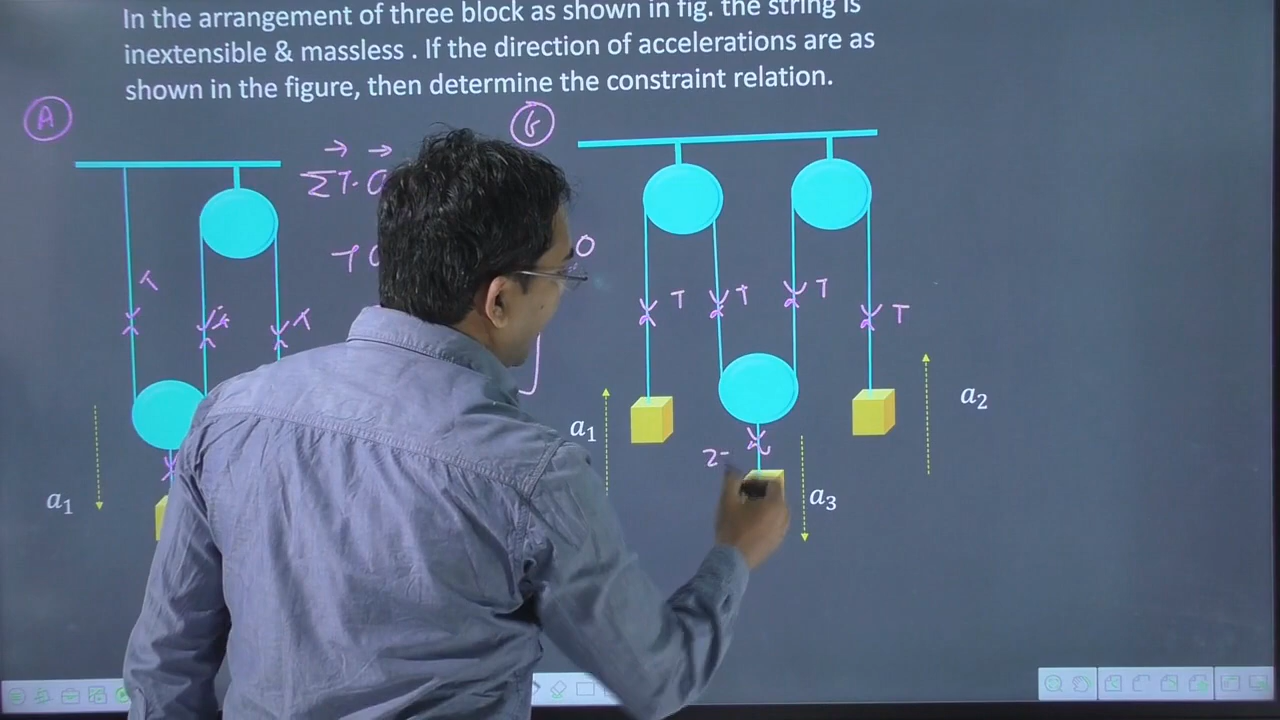 In the arrangement of three block as shown in fig. the string is
inextensible & massless . If the direction of accelerations are as
shown in the figure, then determine the constraint relation.
A
B
T
T
T
T
0
a₁
a₁
a₂
a₃